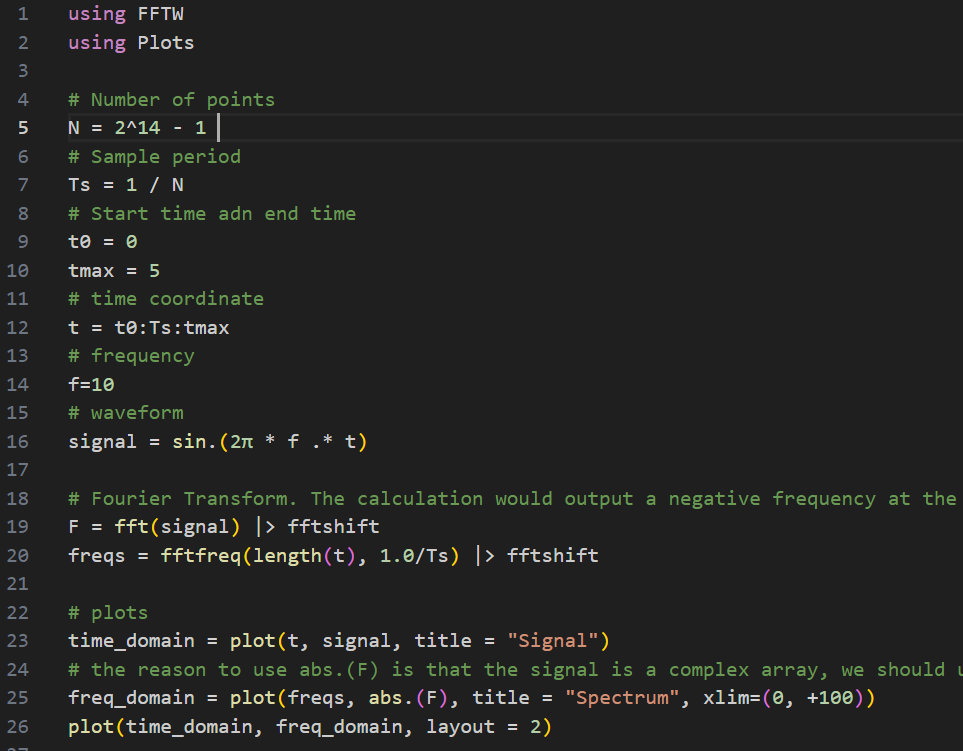 1 using FFTW
2 using Plots
3
4 # Number of points
5 N = 2^14 - 1
6 # Sample period
7 Ts = 1 / N
8 # Start time adn end time
9 t0 = 0
10 tmax = 5
11 # time coordinate
12 t = t0:Ts:tmax
13 # frequency
14 f=10
15 # waveform
16 signal = sin.(2π * f .* t)
17
18 # Fourier Transform. The calculation would output a negative frequency at the
19 F = fft(signal) |> fftshift
20 freqs = fftfreq(length(t), 1.0/Ts) |> fftshift
21
22 # plots
23 time_domain = plot(t, signal, title = "Signal")
24 # the reason to use abs.(F) is that the signal is a complex array, we should
25 freq_domain = plot(freqs, abs.(F), title = "Spectrum", xlim=(0, +100))
26 plot(time_domain, freq_domain, layout = 2)